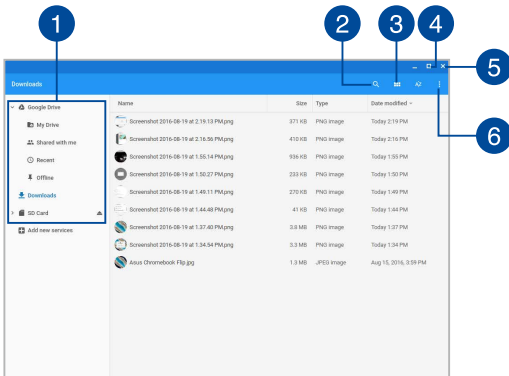 1 2 3 4
5
6
Downloads
AZ
Name Size Type Date modified
Google Drive
My Drive
Shared with me
Recent
Offline
Downloads
SD Card
Add new services
Screenshot 2016-08-19 at 2.19.13 PM.png 371 KB PNG image Today 2:19 PM
Screenshot 2016-08-19 at 2.16.56 PM.png 410 KB PNG image Today 2:16 PM
Screenshot 2016-08-19 at 1.55.14 PM.png 936 KB PNG image Today 1:55 PM
Screenshot 2016-08-19 at 1.50.27 PM.png 233 KB PNG image Today 1:50 PM
Screenshot 2016-08-19 at 1.49.11 PM.png 270 KB PNG image Today 1:49 PM
Screenshot 2016-08-19 at 1.44.48 PM.png 41 KB PNG image Today 1:44 PM
Screenshot 2016-08-19 at 1.37.40 PM.png 3.8 MB PNG image Today 1:37 PM
Screenshot 2016-08-19 at 1.34.54 PM.png 3.3 MB PNG image Today 1:34 PM
Asus Chromebook Flip.jpg 1.3 MB JPEG image Aug 15, 2016, 3:59 PM